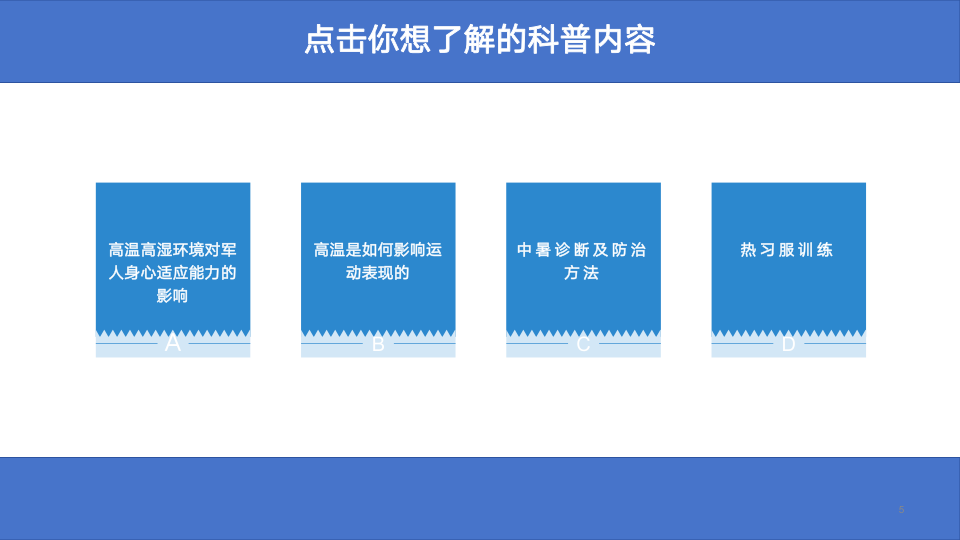 点击你想了解的科普内容
高温高湿环境对军
人身心适应能力的
影响
A
高温是如何影响运
动表现的
B
中暑诊断及防治
方法
C
热习服训练
D
5